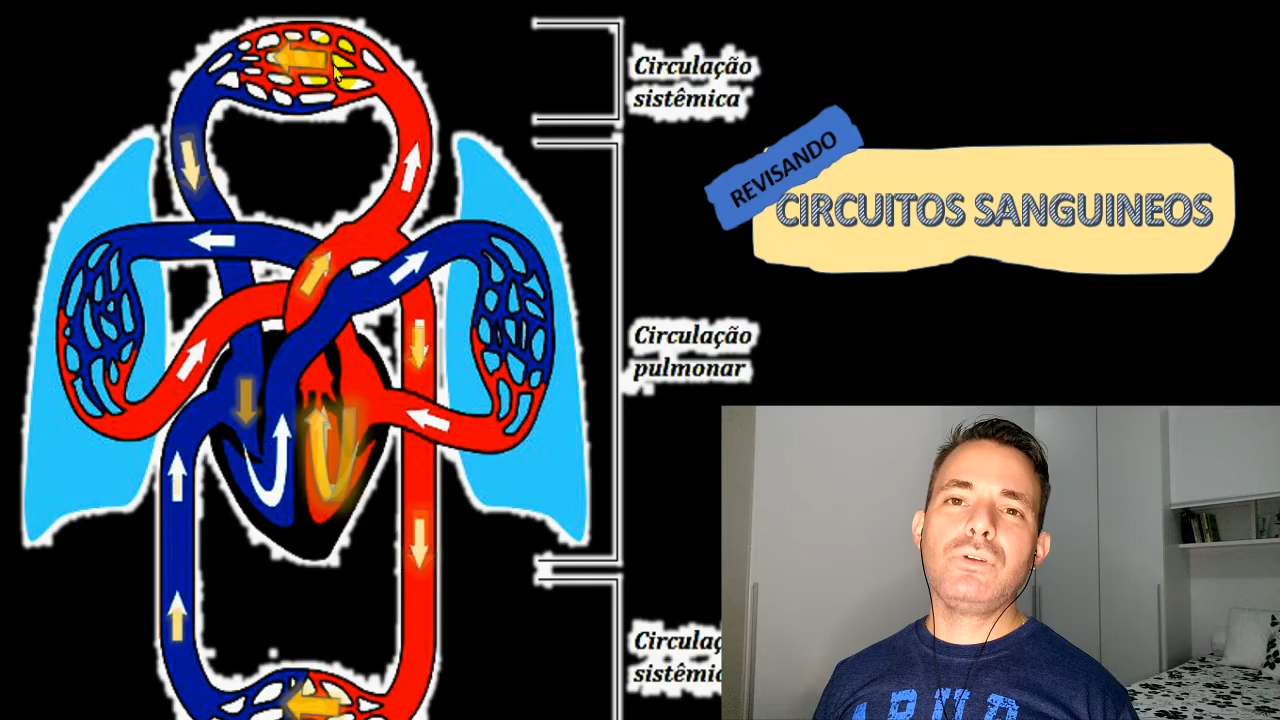 Circulação
sistêmica
REVISANDO
CIRCUITOS SANGUINEOS
Circulação
pulmonar